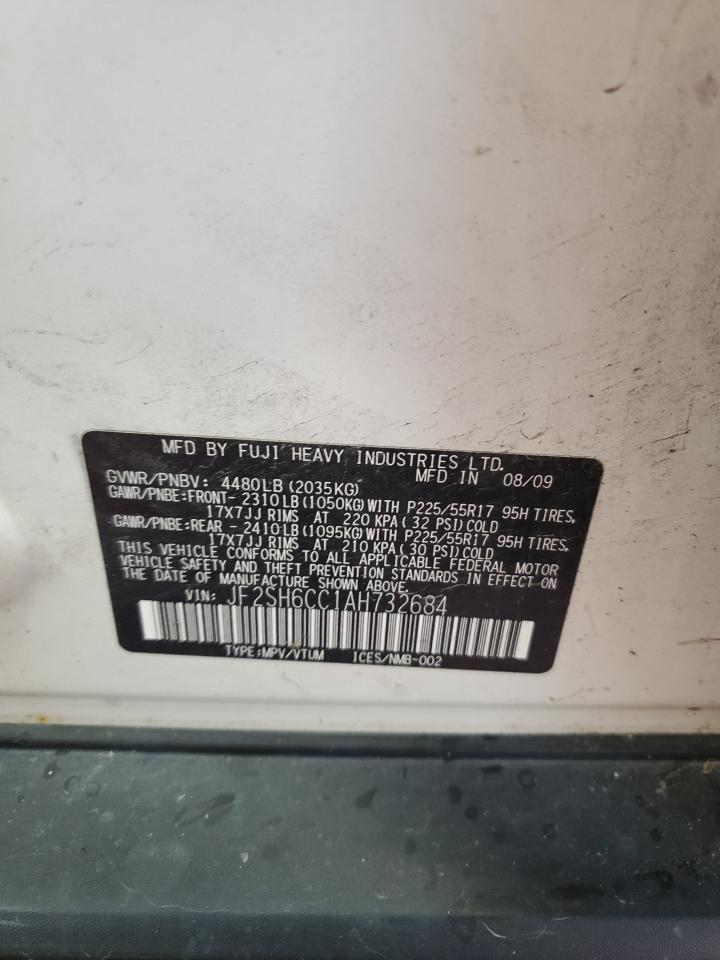 MFD BY FUJI HEAVY INDUSTRIES LTD.
GVWR/PNBV: 4480LB(2035KG) MFD IN 08/09
GAWR/PNBE:FRONT- 2310LB(1050KG)WITH P225/55R17 95H TIRES,
17X7JJ RIMS AT 220 KPA(32 PSI)COLD
GAWR/PNBE:REAR - 2410LB(1095KG)WITH P225/55R17 95H TIRES,
17X7JJ RIMS AT 210 KPA(30 PSI)COLD
THIS VEHICLE CONFORMS TO ALL APPLICABLE FEDERAL MOTOR
VEHICLE SAFETY AND THEFT PREVENTION STANDARDS IN EFFECT
ON THE DATE OF MANUFACTURE SHOWN ABOVE.
VIN: JF2SH6CC1AH732684
TYPE:MPV/VTUM ICES/NMB-002